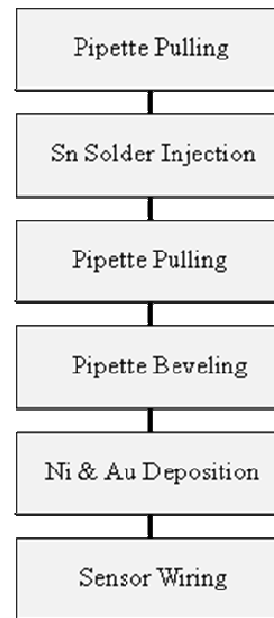 Pipette Pulling
Sn Solder Injection
Pipette Pulling
Pipette Beveling
Ni & Au Deposition
Sensor Wiring